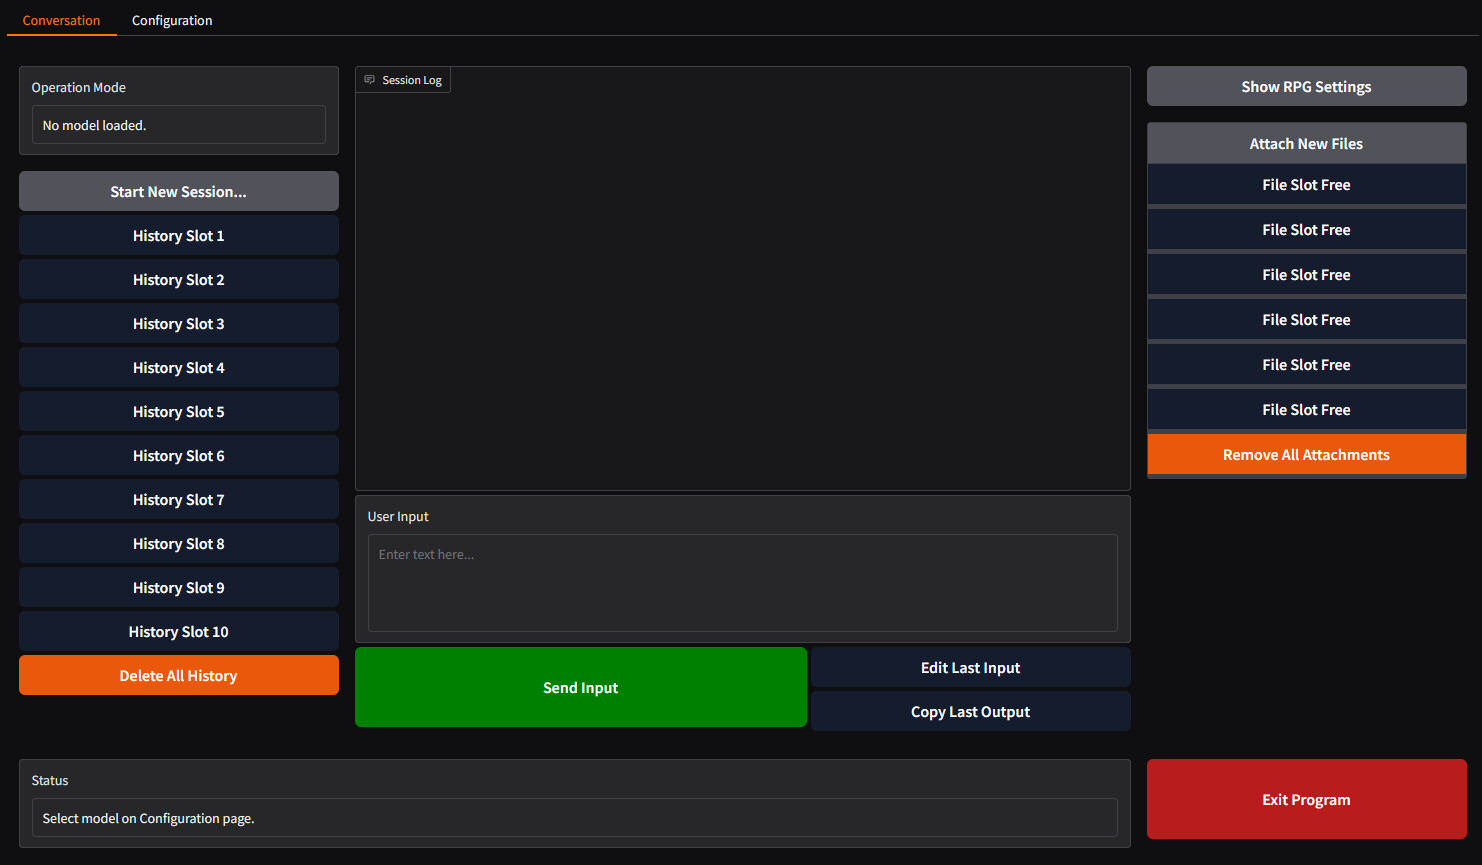 Conversation
Configuration
Operation Mode
No model loaded.
Start New Session...
History Slot 1
History Slot 2
History Slot 3
History Slot 4
History Slot 5
History Slot 6
History Slot 7
History Slot 8
History Slot 9
History Slot 10
Delete All History
Session Log
User Input
Enter text here...
Send Input
Edit Last Input
Copy Last Output
Show RPG Settings
Attach New Files
File Slot Free
File Slot Free
File Slot Free
File Slot Free
File Slot Free
File Slot Free
Remove All Attachments
Status
Select model on Configuration page.
Exit Program